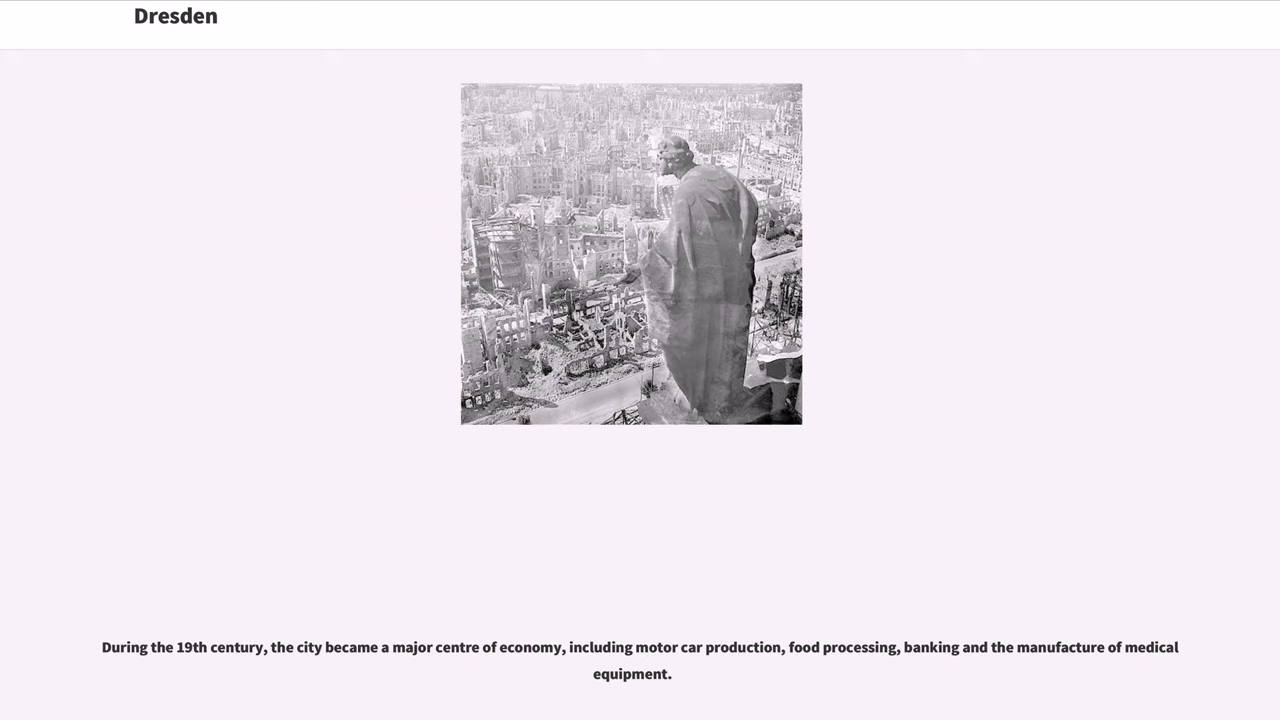 Dresden
During the 19th century, the city became a major centre of economy, including motor car production, food processing, banking and the manufacture of medical
equipment.